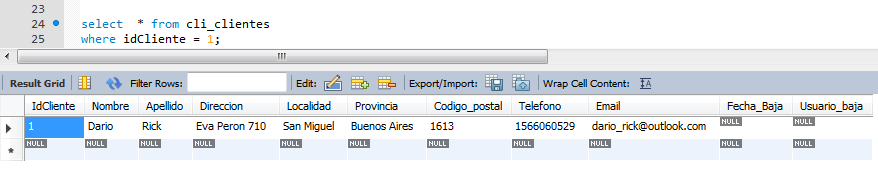 23
24 select * from cli_clientes
25 where idCliente = 1;
Result Grid Filter Rows: Edit: Export/Import: Wrap Cell Content: IA
IdCliente Nombre Apellido Direccion Localidad Provincia Codigo_postal Telefono Email Fecha_Baja Usuario_baja
1 Dario Rick Eva Peron 710 San Miguel Buenos Aires 1613 1566060529 dario_rick@outlook.com NULL NULL
* NULL NULL NULL NULL NULL NULL NULL NULL NULL NULL NULL